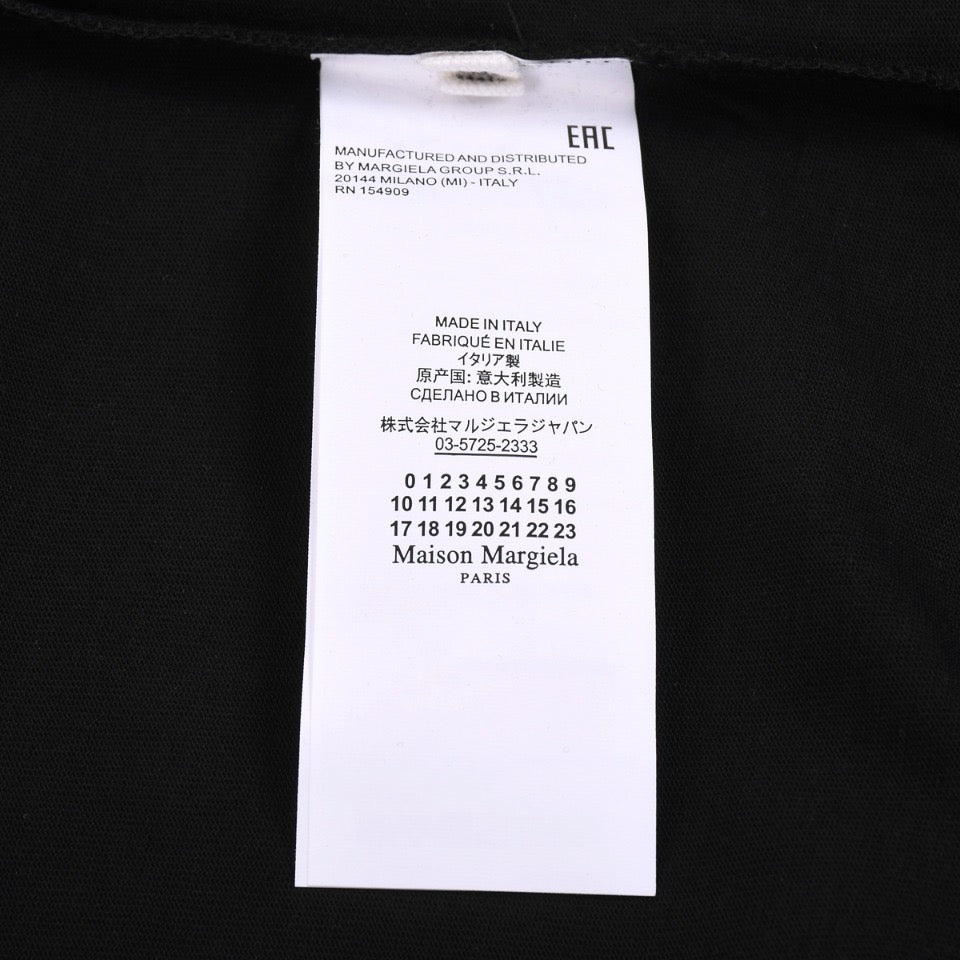 EAC
MANUFACTURED AND DISTRIBUTED
BY MARGIELA GROUP S.R.L.
20144 MILANO (MI) - ITALY
RN 154909
MADE IN ITALY
FABRIQUÉ EN ITALIE
イタリア製
原产国: 意大利製造
СДЕЛАНО В ИТАЛИИ
株式会社マルジエラジャパン
03-5725-2333
0 1 2 3 4 5 6 7 8 9
10 11 12 13 14 15 16
17 18 19 20 21 22 23
Maison Margiela
PARIS